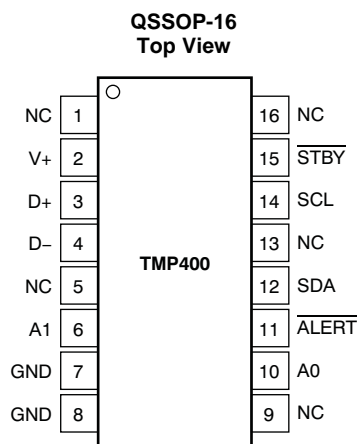 QSSOP-16
Top View
NC 1 16 NC
V+ 2 15 STBY
D+ 3 14 SCL
D− 4 13 NC
TMP400
NC 5 12 SDA
A1 6 11 ALERT
GND 7 10 A0
GND 8 9 NC